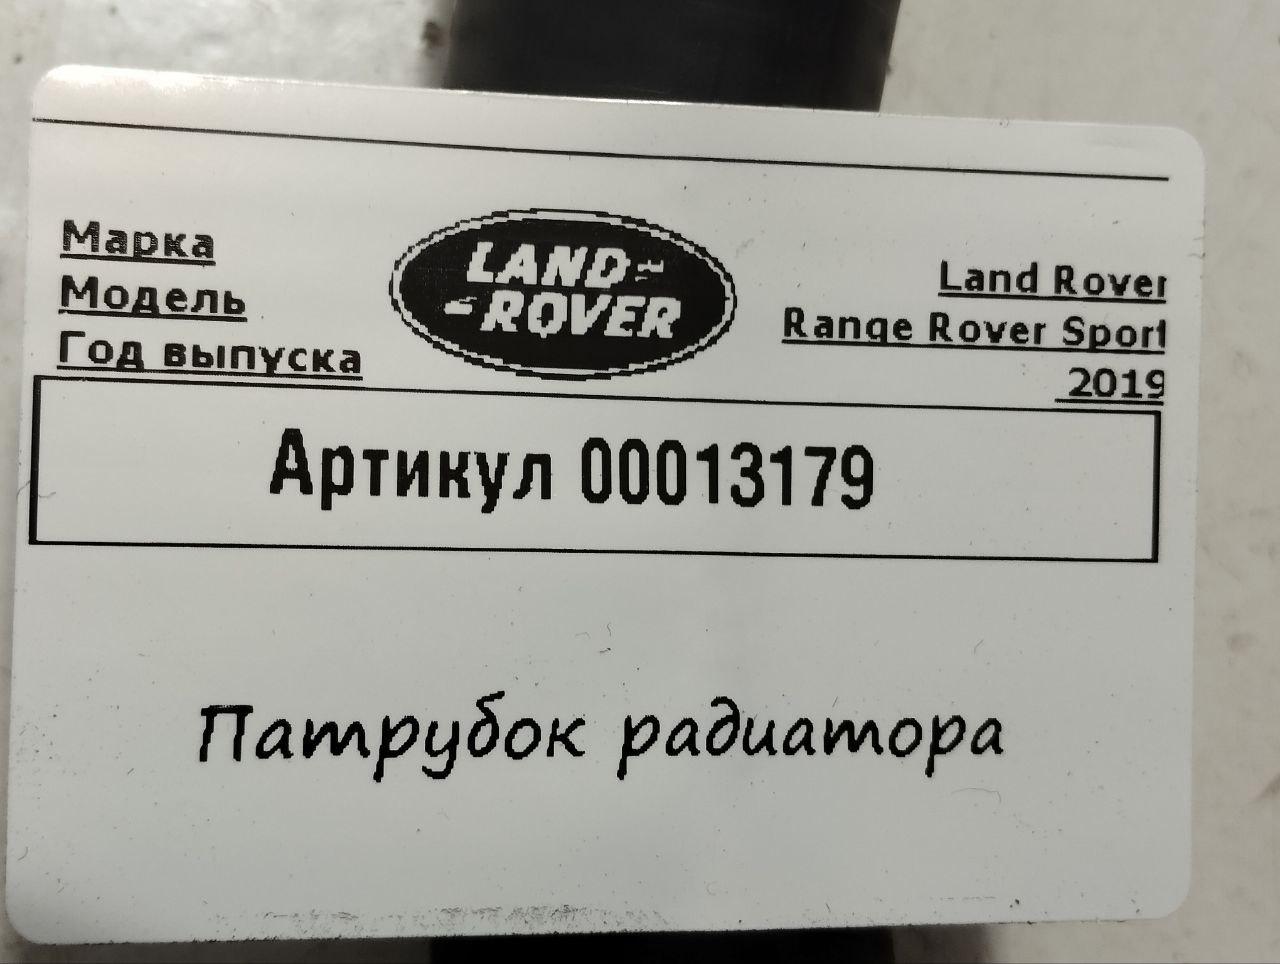 Марка
Модель
Год выпуска
LAND
ROVER
Land Rover
Range Rover Sport
2019
Артикул 00013179
Патрубок радиатора